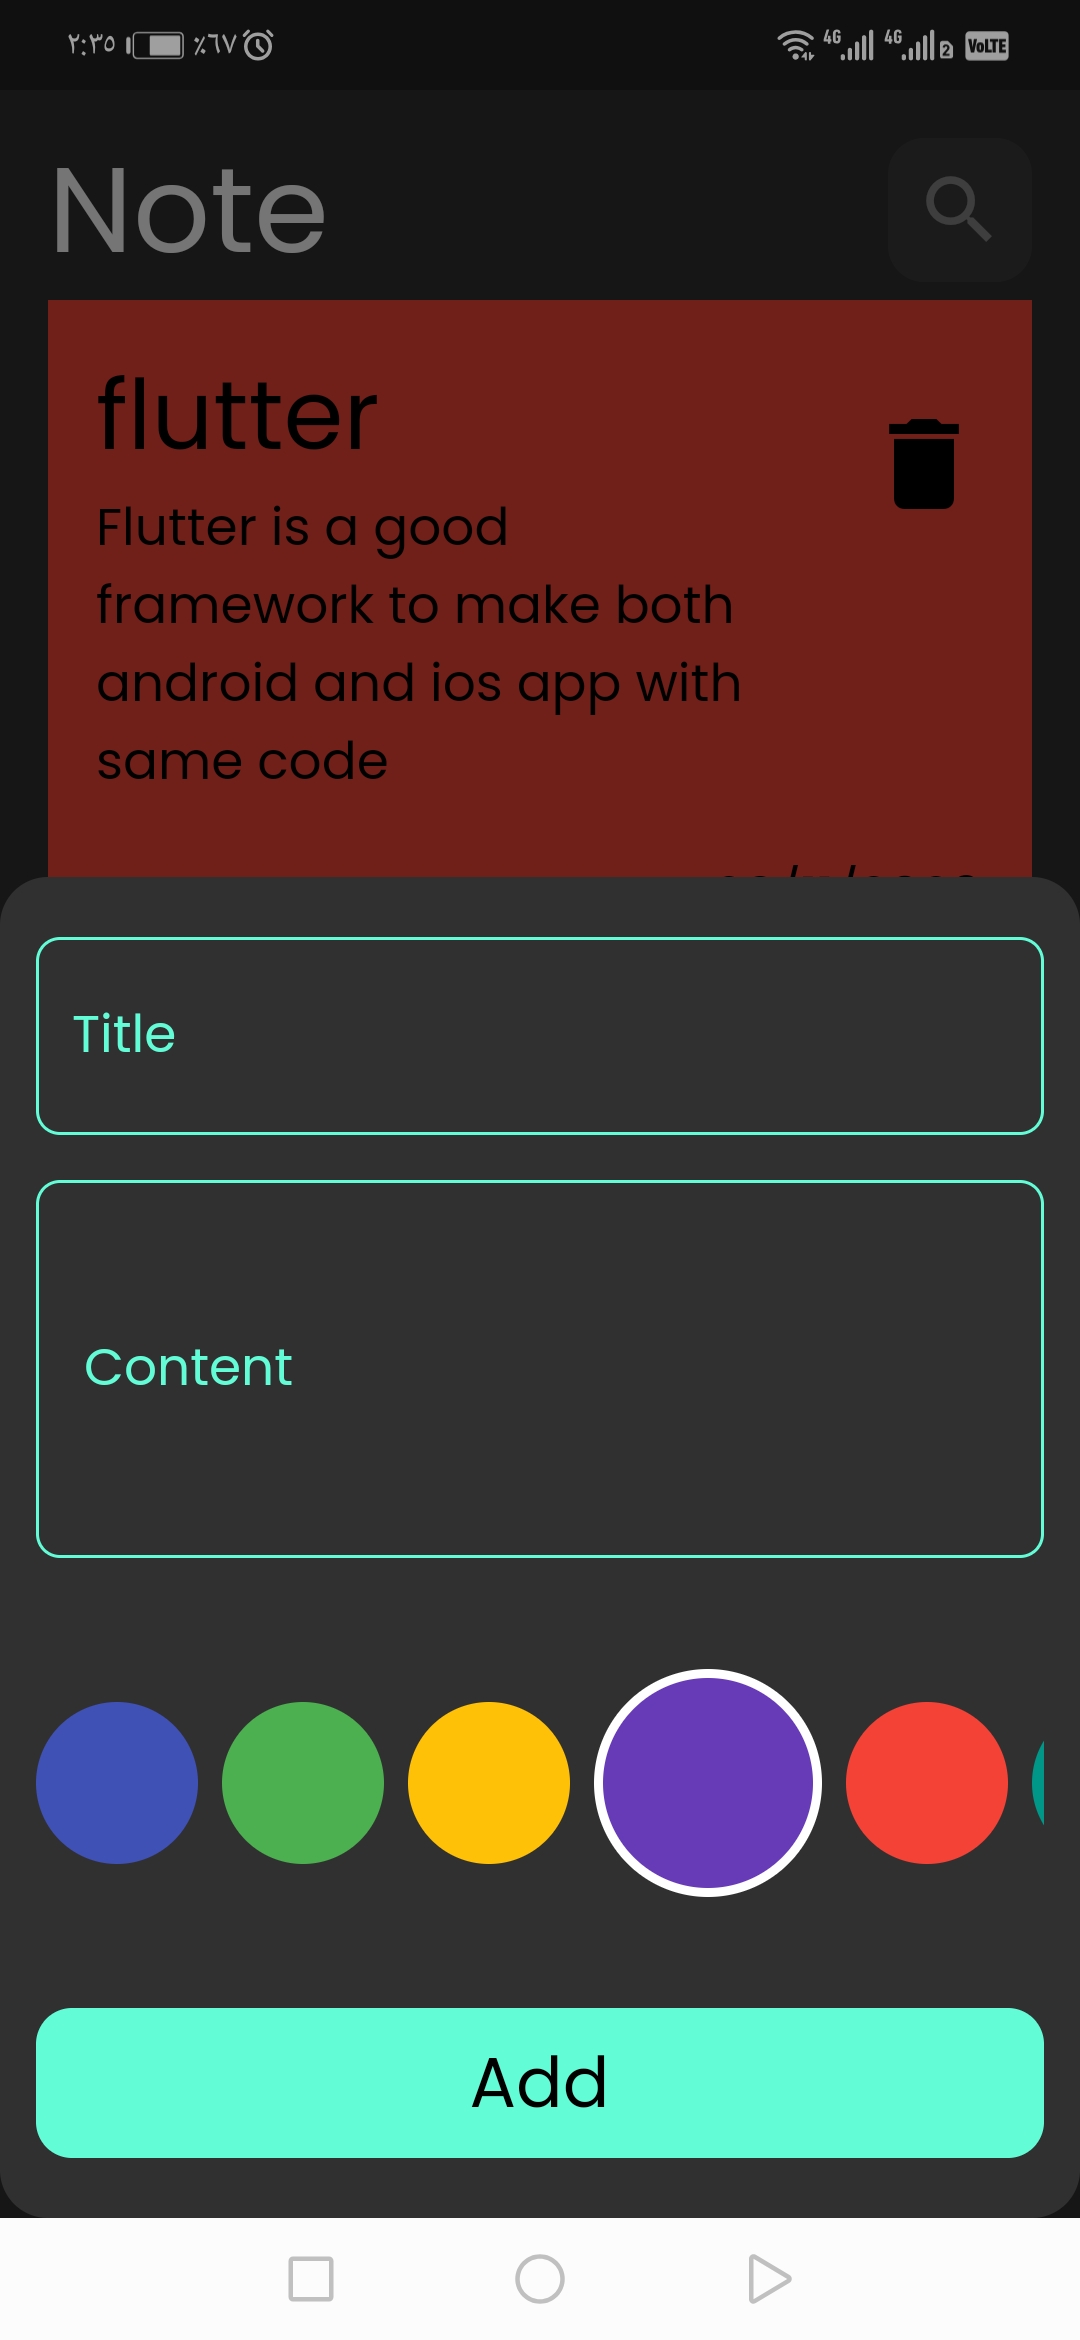 ٢:٣٥ ٪٦٧ 4G 4G 2 VoLTE
Note
flutter
Flutter is a good
framework to make both
android and ios app with
same code
Title
Content
Add